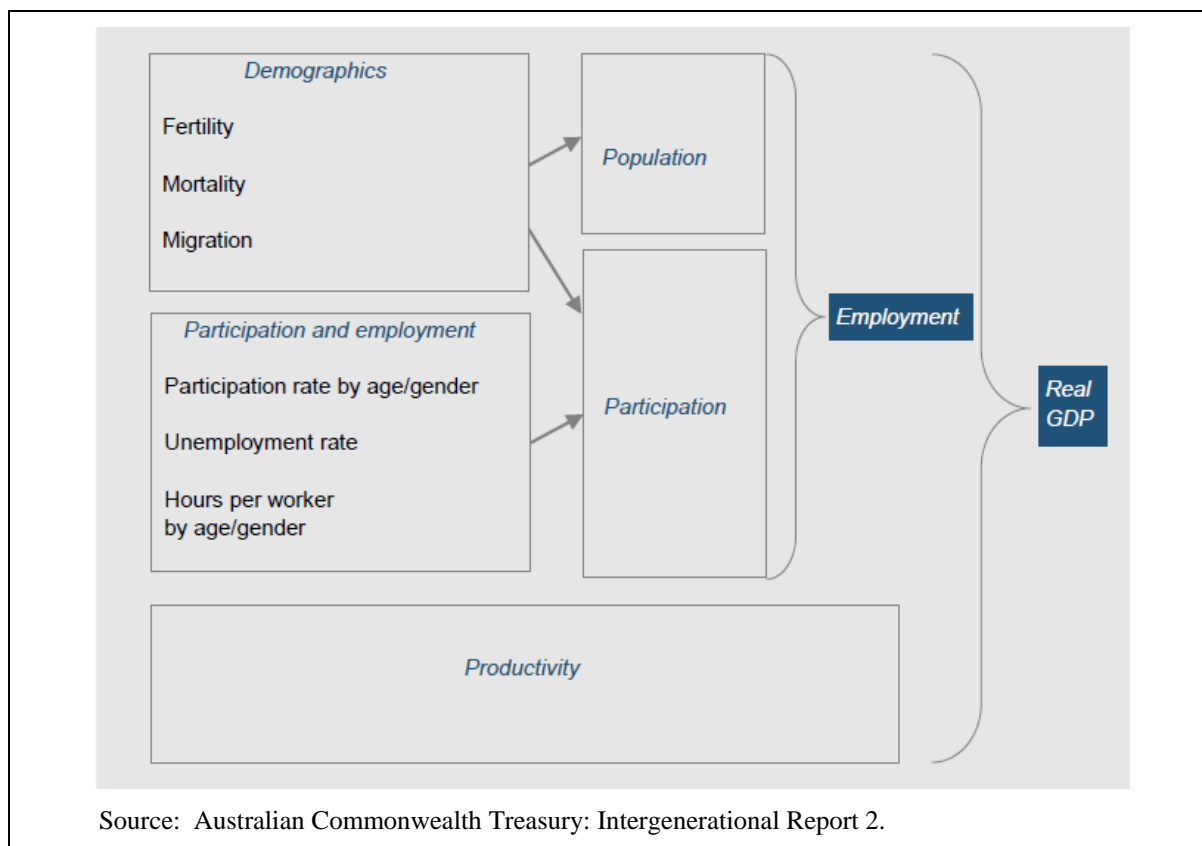 Demographics
Fertility
Mortality
Migration
Population
Participation and employment
Participation rate by age/gender
Unemployment rate
Hours per worker
by age/gender
Participation
Employment
Real
GDP
Productivity
Source: Australian Commonwealth Treasury: Intergenerational Report 2.